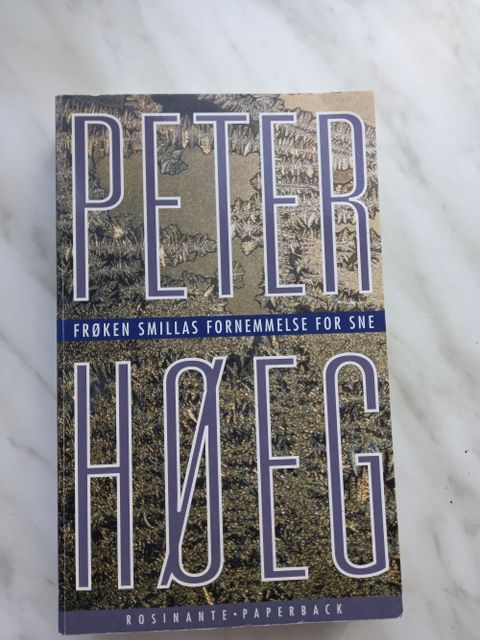 PETER
FRØKEN SMILLAS FORNEMMELSE FOR SNE
HØEG
ROSINANTE • PAPERBACK